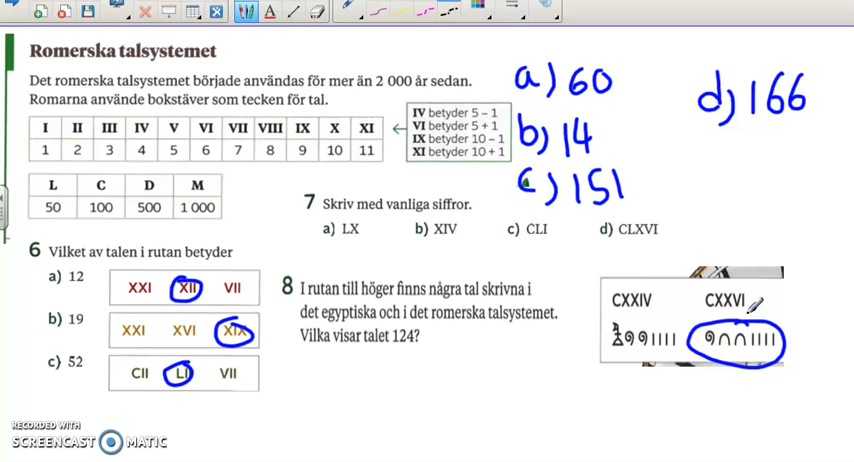 Romerska talsystemet
Det romerska talsystemet började användas för mer än 2 000 år sedan.
Romarna använde bokstäver som tecken för tal.
I II III IV V VI VII VIII IX X XI
1 2 3 4 5 6 7 8 9 10 11
IV betyder 5 – 1
VI betyder 5 + 1
IX betyder 10 – 1
XI betyder 10 + 1
L C D M
50 100 500 1 000
a) 60
b) 14
c) 151
d) 166
6 Vilket av talen i rutan betyder
a) 12
XXI XII VII
b) 19
XXI XVI XIX
c) 52
CII LII VII
7 Skriv med vanliga siffror.
a) LX b) XIV c) CLI d) CLXVI
8 I rutan till höger finns några tal skrivna i
det egyptiska och i det romerska talsystemet.
Vilka visar talet 124?
CXXIV CXXVI
RECORDED WITH
SCREENCAST MATIC